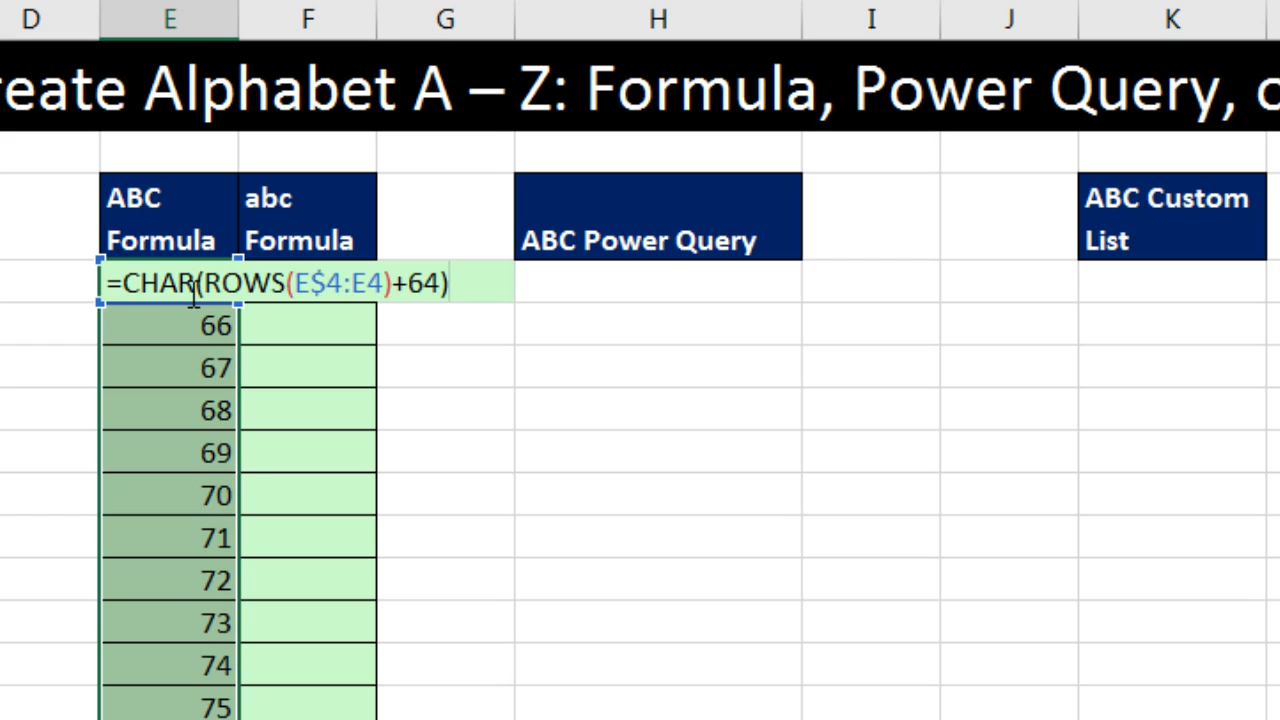 D E F G H I J K
reate Alphabet A – Z: Formula, Power Query,
ABC Formula
abc Formula
ABC Power Query
ABC Custom List
=CHAR(ROWS(E$4:E4)+64)
66
67
68
69
70
71
72
73
74
75